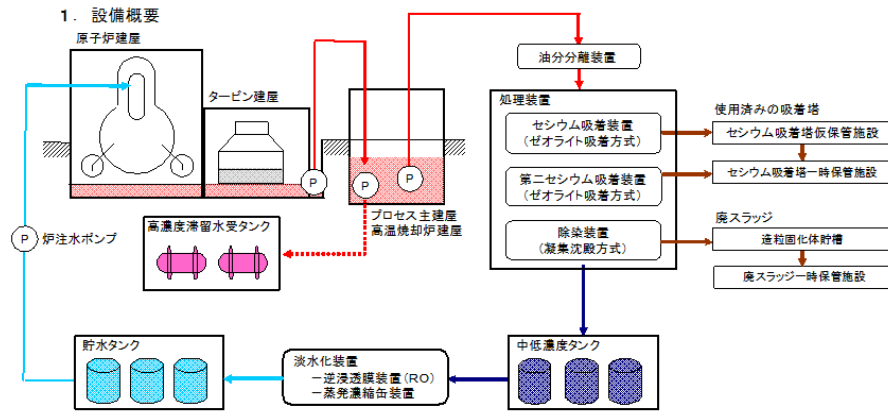 1. 設備概要
原子炉建屋
タービン建屋
P
P
P
プロセス主建屋
高温焼却炉建屋
高濃度滞留水受タンク
P
炉注水ポンプ
油分分離装置
処理装置
セシウム吸着装置
(ゼオライト吸着方式)
第二セシウム吸着装置
(ゼオライト吸着方式)
除染装置
(凝集沈殿方式)
使用済みの吸着塔
セシウム吸着塔仮保管施設
セシウム吸着塔一時保管施設
廃スラッジ
造粒固化体貯槽
廃スラッジ一時保管施設
貯水タンク
淡水化装置
ー逆浸透膜装置(RO)
ー蒸発濃縮缶装置
中低濃度タンク